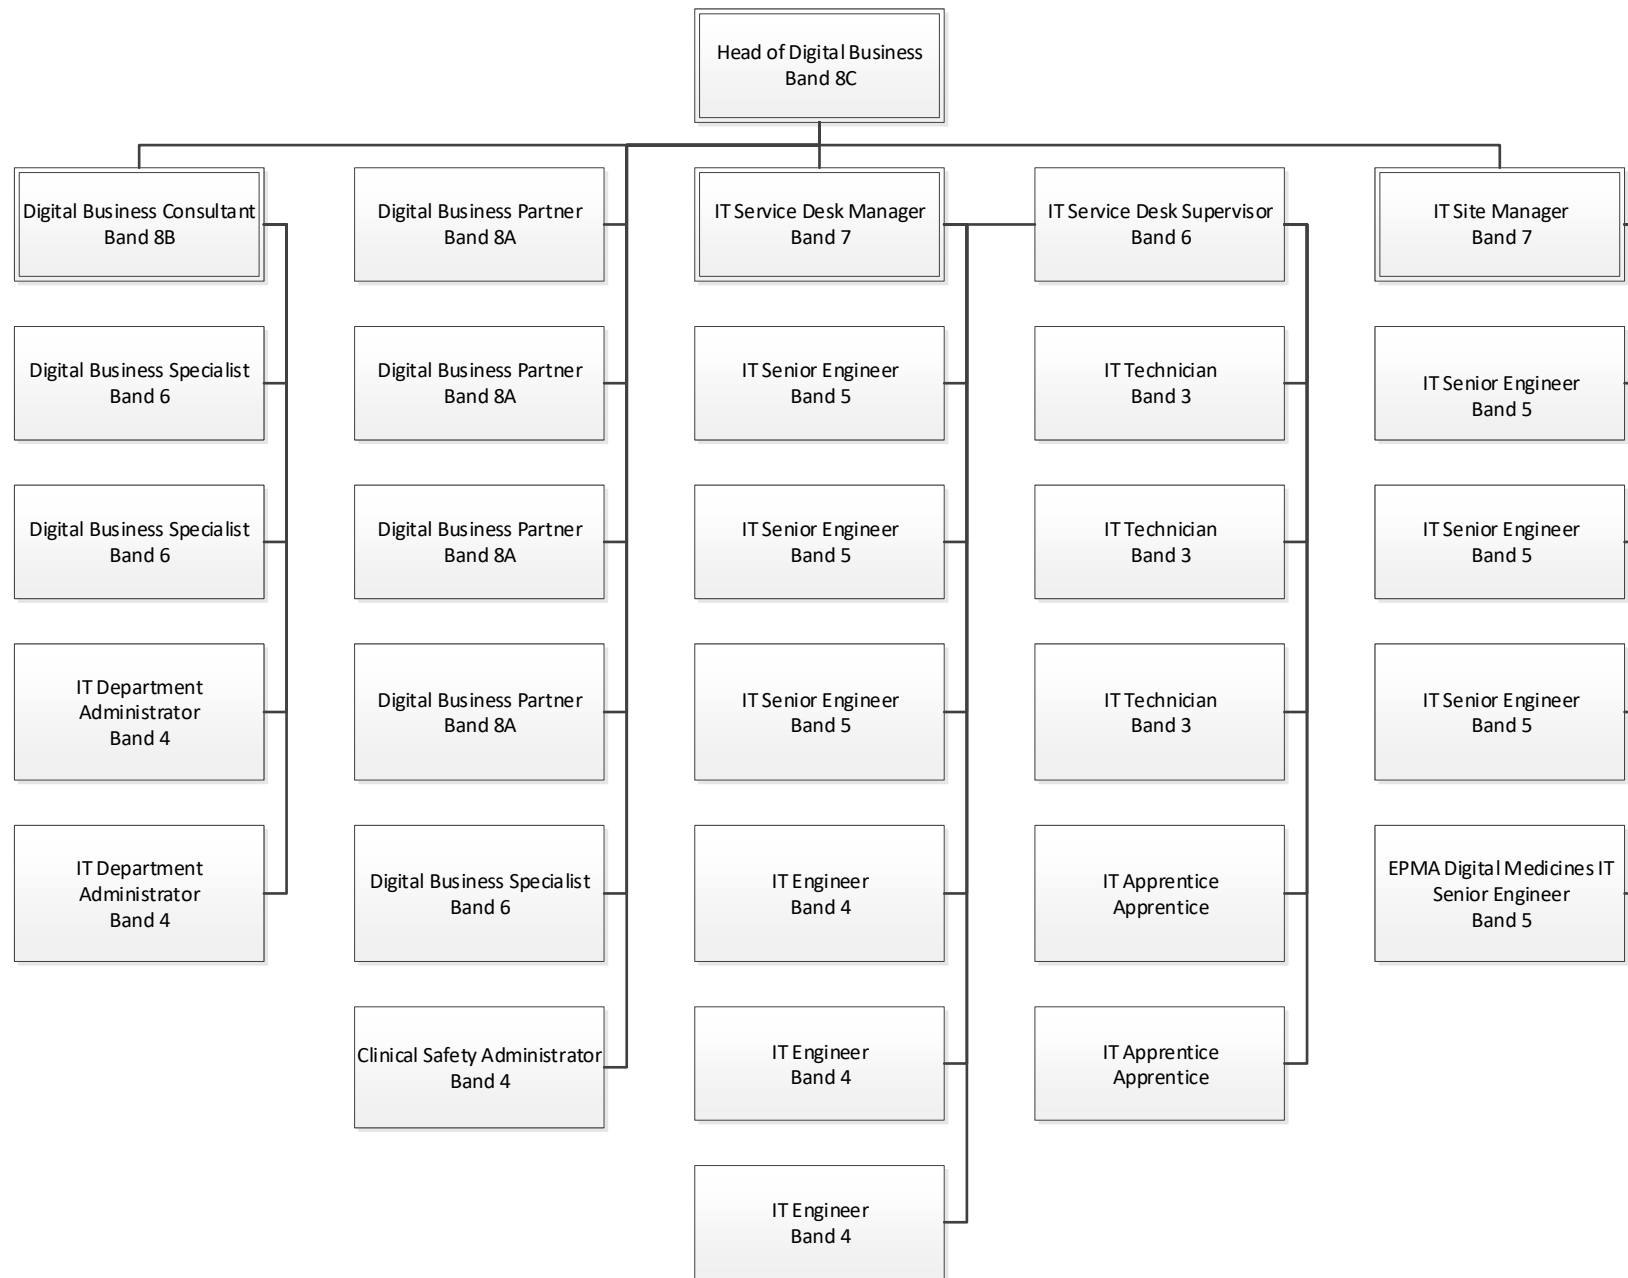 Head of Digital Business
Band 8C
Digital Business Consultant
Band 8B
Digital Business Partner
Band 8A
IT Service Desk Manager
Band 7
IT Service Desk Supervisor
Band 6
IT Site Manager
Band 7
Digital Business Specialist
Band 6
Digital Business Partner
Band 8A
IT Senior Engineer
Band 5
IT Technician
Band 3
IT Senior Engineer
Band 5
Digital Business Specialist
Band 6
Digital Business Partner
Band 8A
IT Senior Engineer
Band 5
IT Technician
Band 3
IT Senior Engineer
Band 5
IT Department
Administrator
Band 4
Digital Business Partner
Band 8A
IT Senior Engineer
Band 5
IT Technician
Band 3
IT Senior Engineer
Band 5
IT Department
Administrator
Band 4
Digital Business Specialist
Band 6
IT Engineer
Band 4
IT Apprentice
Apprentice
EPMA Digital Medicines IT
Senior Engineer
Band 5
Clinical Safety Administrator
Band 4
IT Engineer
Band 4
IT Apprentice
Apprentice
IT Engineer
Band 4